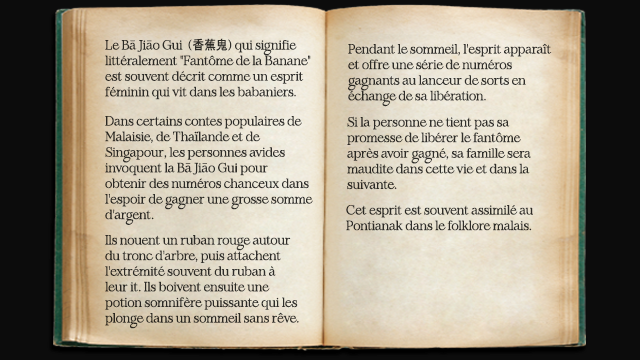 Le Bā Jiāo Gui (香蕉鬼) qui signifie
littéralement "Fantôme de la Banane"
est souvent décrit comme un esprit
féminin qui vit dans les babaniers.
Dans certains contes populaires de
Malaisie, de Thaïlande et de
Singapour, les personnes avides
invoquent la Bā Jiāo Gui pour
obtenir des numéros chanceux dans
l'espoir de gagner une grosse somme
d'argent.
Ils nouent un ruban rouge autour
du tronc d'arbre, puis attachent
l'extrémité souvent du ruban à
leur it. Ils boivent ensuite une
potion somnifère puissante qui les
plonge dans un sommeil sans rêve.
Pendant le sommeil, l'esprit apparaît
et offre une série de numéros
gagnants au lanceur de sorts en
échange de sa libération.
Si la personne ne tient pas sa
promesse de libérer le fantôme
après avoir gagné, sa famille sera
maudite dans cette vie et dans la
suivante.
Cet esprit est souvent assimilé au
Pontianak dans le folklore malais.